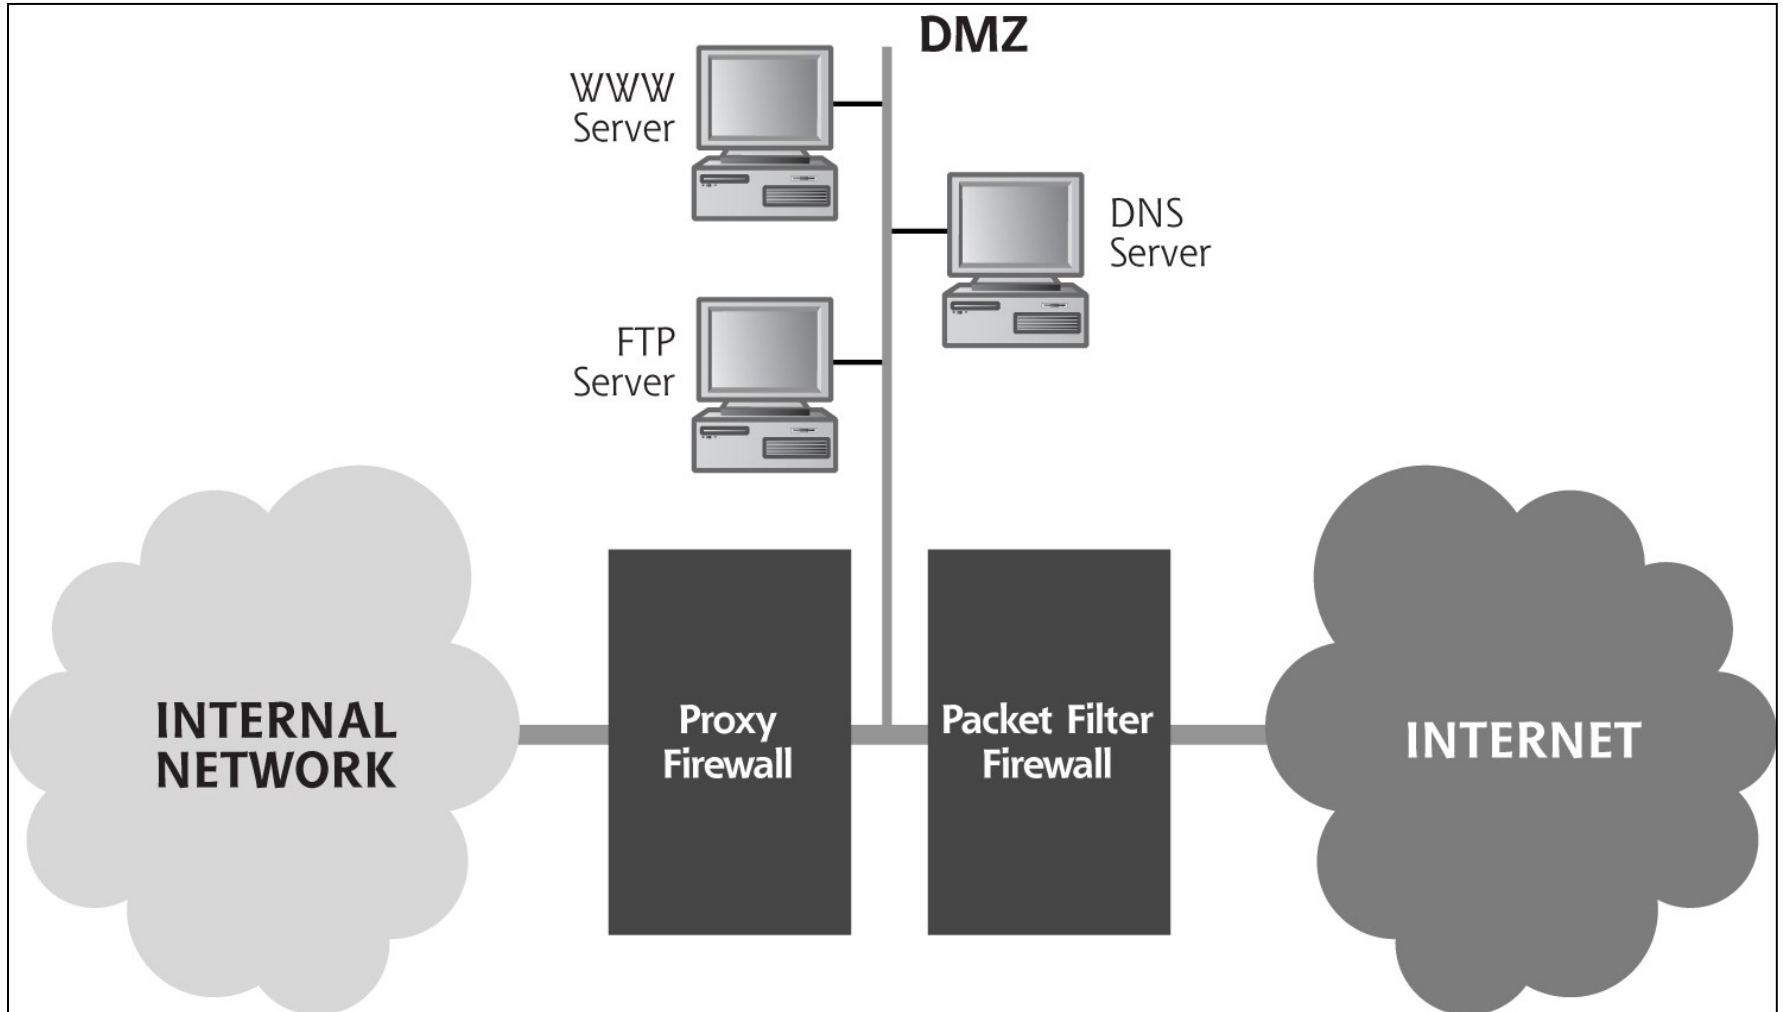 DMZ
WWW
Server
DNS
Server
FTP
Server
INTERNAL
NETWORK
Proxy
Firewall
Packet Filter
Firewall
INTERNET